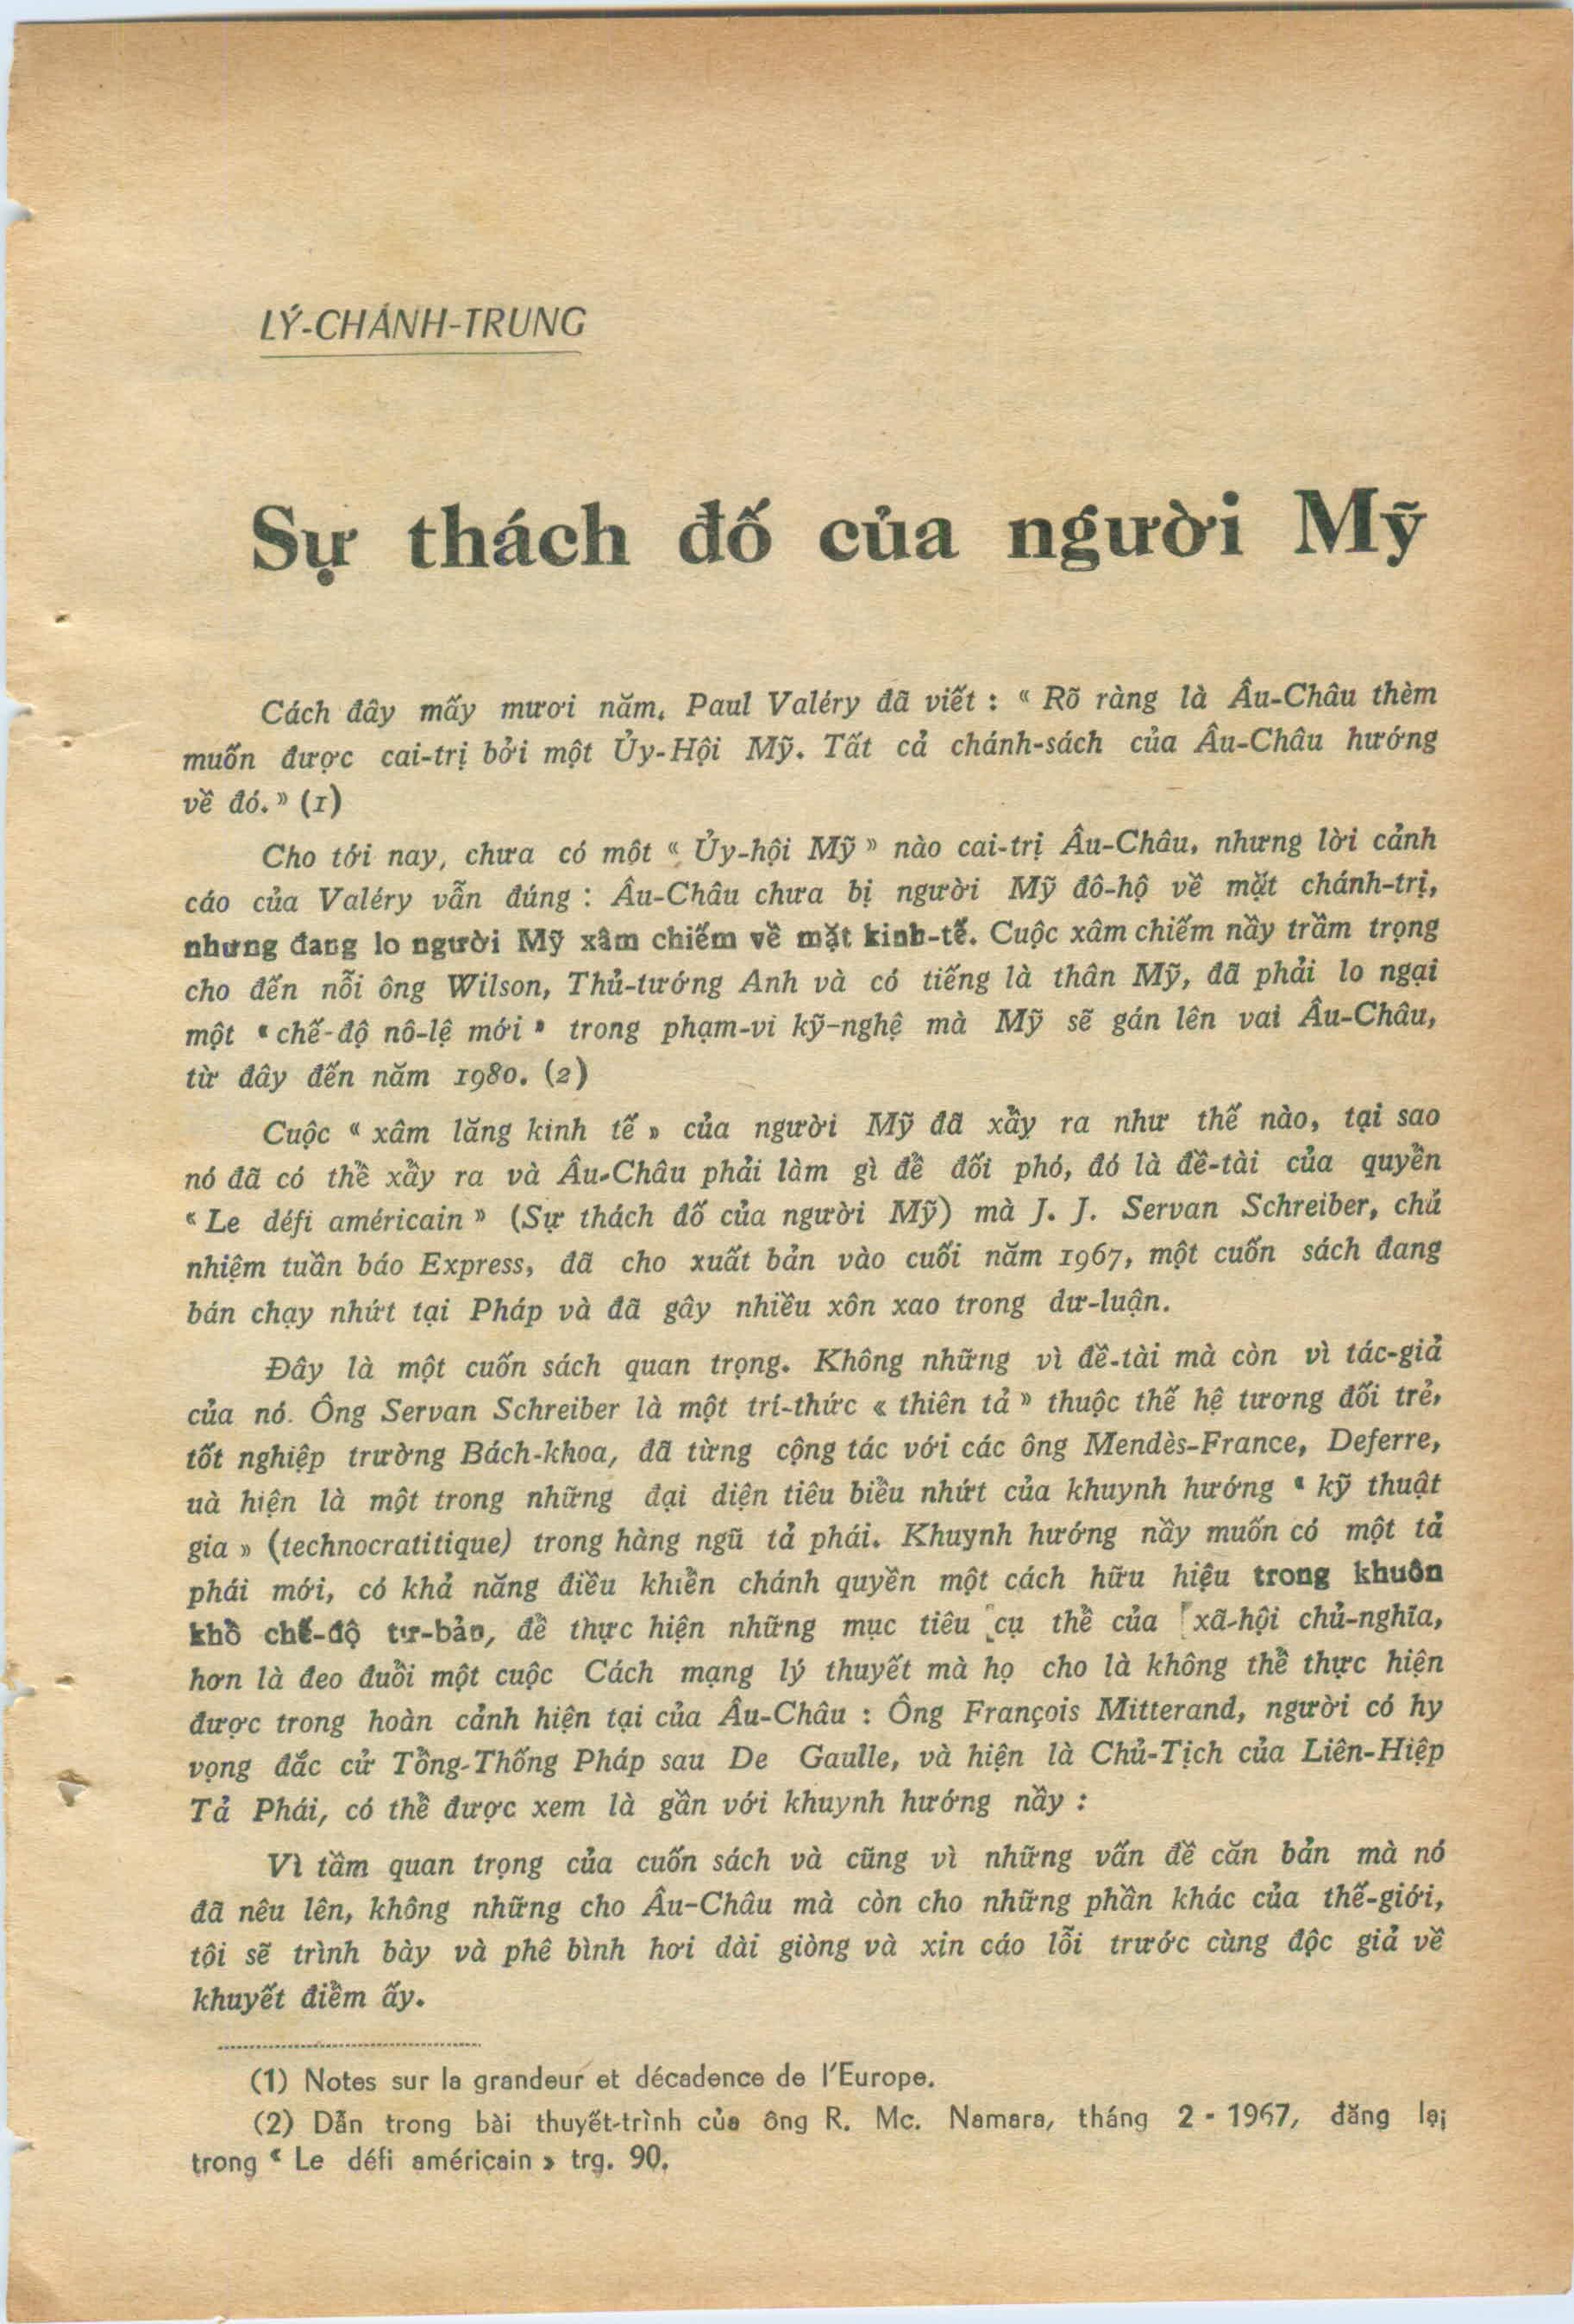 LÝ-CHÁNH-TRUNG
Sự thách đố của người Mỹ
Cách đây mấy mươi năm, Paul Valéry đã viết : « Rõ ràng là Âu-Châu thèm
muốn được cai-trị bởi một Ủy-Hội Mỹ. Tất cả chánh-sách của Âu-Châu hướng
về đó.» (1)
Cho tới nay, chưa có một « Ủy-hội Mỹ » nào cai-trị Âu-Châu, nhưng lời cảnh
cáo của Valéry vẫn đúng : Âu-Châu chưa bị người Mỹ đô-hộ về mặt chánh-trị,
nhưng đang lo người Mỹ xâm chiếm về mặt kinh-tế. Cuộc xâm chiếm nầy trầm trọng
cho đến nỗi ông Wilson, Thủ-tướng Anh và có tiếng là thân Mỹ, đã phải lo ngại
một « chế-độ nô-lệ mới » trong phạm-vi kỹ-nghệ mà Mỹ sẽ gán lên vai Âu-Châu,
từ đây đến năm 1980. (2)
Cuộc « xâm lăng kinh tế » của người Mỹ đã xẩy ra như thế nào, tại sao
nó đã có thể xẩy ra và Âu-Châu phải làm gì để đối phó, đó là đề-tài của quyển
« Le défi américain » (Sự thách đố của người Mỹ) mà J. J. Servan Schreiber, chủ
nhiệm tuần báo Express, đã cho xuất bản vào cuối năm 1967, một cuốn sách đang
bán chạy nhứt tại Pháp và đã gây nhiều xôn xao trong dư-luận.
Đây là một cuốn sách quan trọng. Không những vì đề-tài mà còn vì tác-giả
của nó. Ông Servan Schreiber là một trí-thức « thiên tả » thuộc thế hệ tương đối trẻ,
tốt nghiệp trường Bách-khoa, đã từng cộng tác với các ông Mendès-France, Deferre,
uà hiện là một trong những đại diện tiêu biểu nhứt của khuynh hướng « kỹ thuật
gia » (technocratitique) trong hàng ngũ tả phái. Khuynh hướng nầy muốn có một tả
phái mới, có khả năng điều khiển chánh quyền một cách hữu hiệu trong khuôn
khổ chế-độ tư-bản, để thực hiện những mục tiêu cụ thể của xã-hội chủ-nghĩa,
hơn là đeo đuổi một cuộc Cách mạng lý thuyết mà họ cho là không thể thực hiện
được trong hoàn cảnh hiện tại của Âu-Châu : Ông François Mitterand, người có hy
vọng đắc cử Tổng-Thống Pháp sau De Gaulle, và hiện là Chủ-Tịch của Liên-Hiệp
Tả Phái, có thể được xem là gần với khuynh hướng nầy :
Vì tầm quan trọng của cuốn sách và cũng vì những vấn đề căn bản mà nó
đã nêu lên, không những cho Âu-Châu mà còn cho những phần khác của thế-giới,
tôi sẽ trình bày và phê bình hơi dài giòng và xin cáo lỗi trước cùng độc giả về
khuyết điểm ấy.
(1) Notes sur la grandeur et décadence de l'Europe.
(2) Dẫn trong bài thuyết-trình của ông R. Mc. Namara, tháng 2 - 1967, đăng lại
trong « Le défi américain » trg. 90.